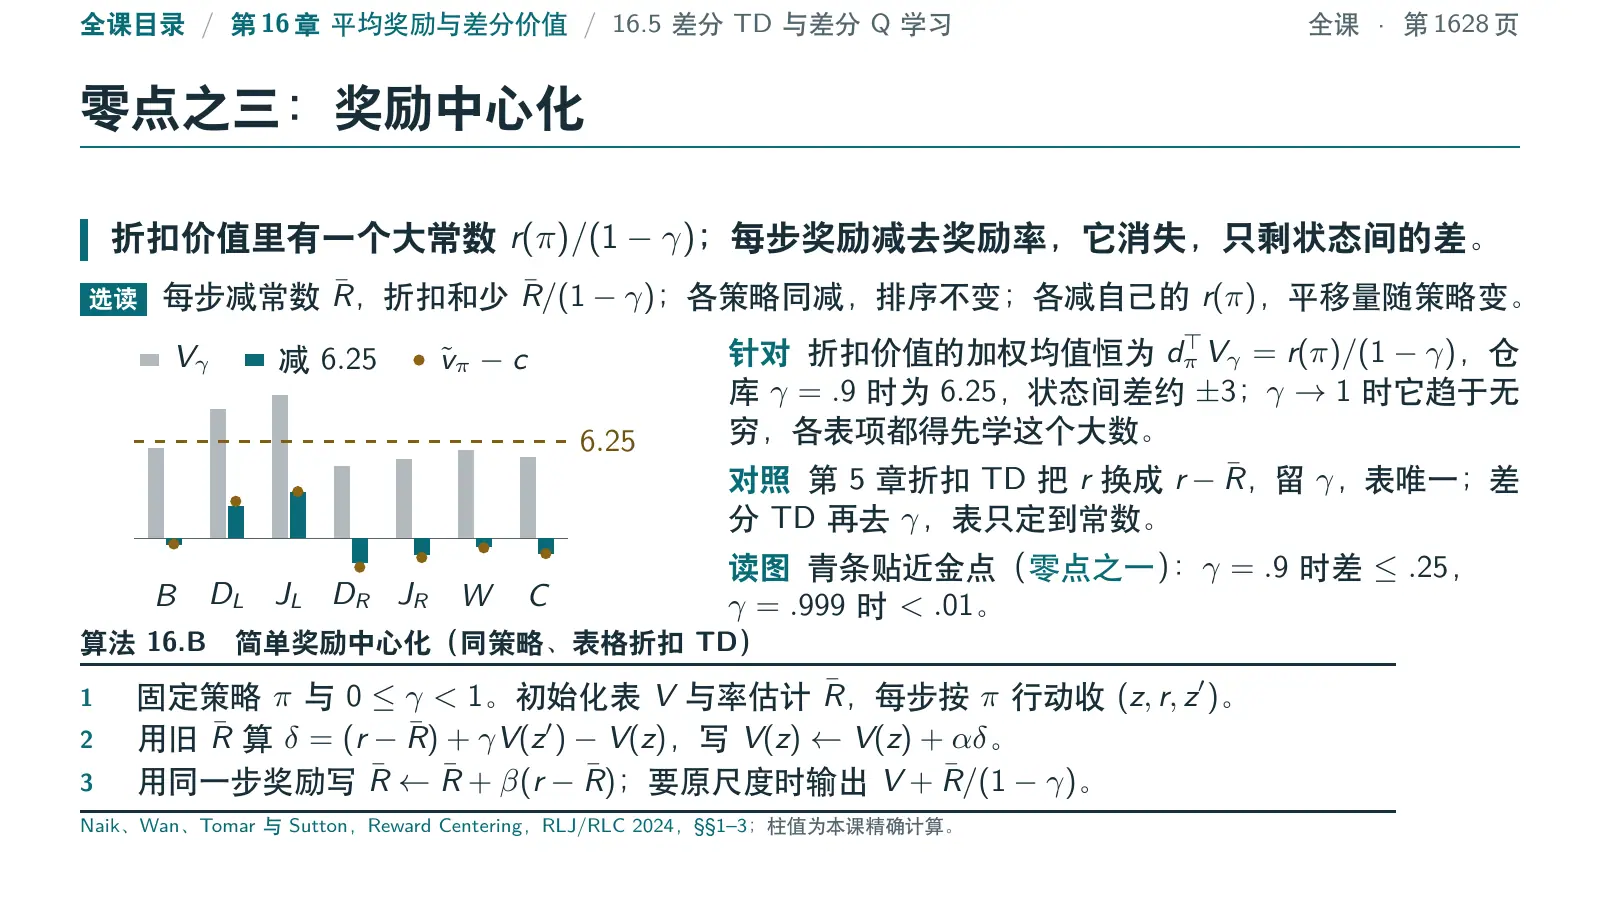 全课目录 / 第 16 章 平均奖励与差分价值 / 16.5 差分 TD 与差分 Q 学习
全课 · 第 1628 页
零点之三：奖励中心化
折扣价值里有一个大常数 r(π)/(1 − γ)；每步奖励减去奖励率，它消失，只剩状态间的差。
选读 每步减常数 R̄，折扣和少 R̄/(1 − γ)；各策略同减，排序不变；各减自己的 r(π)，平移量随策略变。
Vγ 减 6.25 ṽπ − c
6.25
B DL JL DR JR W C
针对 折扣价值的加权均值恒为 dπ⊤Vγ = r(π)/(1 − γ)，仓
库 γ = .9 时为 6.25，状态间差约 ±3；γ → 1 时它趋于无
穷，各表项都得先学这个大数。
对照 第 5 章折扣 TD 把 r 换成 r − R̄，留 γ，表唯一；差
分 TD 再去 γ，表只定到常数。
读图 青条贴近金点（零点之一）：γ = .9 时差 ≤ .25，
γ = .999 时 < .01。
算法 16.B 简单奖励中心化（同策略、表格折扣 TD）
1 固定策略 π 与 0 ≤ γ < 1。初始化表 V 与率估计 R̄，每步按 π 行动收 (z, r, z′)。
2 用旧 R̄ 算 δ = (r − R̄) + γV(z′) − V(z)，写 V(z) ← V(z) + αδ。
3 用同一步奖励写 R̄ ← R̄ + β(r − R̄)；要原尺度时输出 V + R̄/(1 − γ)。
Naik、Wan、Tomar 与 Sutton，Reward Centering，RLJ/RLC 2024，§§1–3；柱值为本课精确计算。